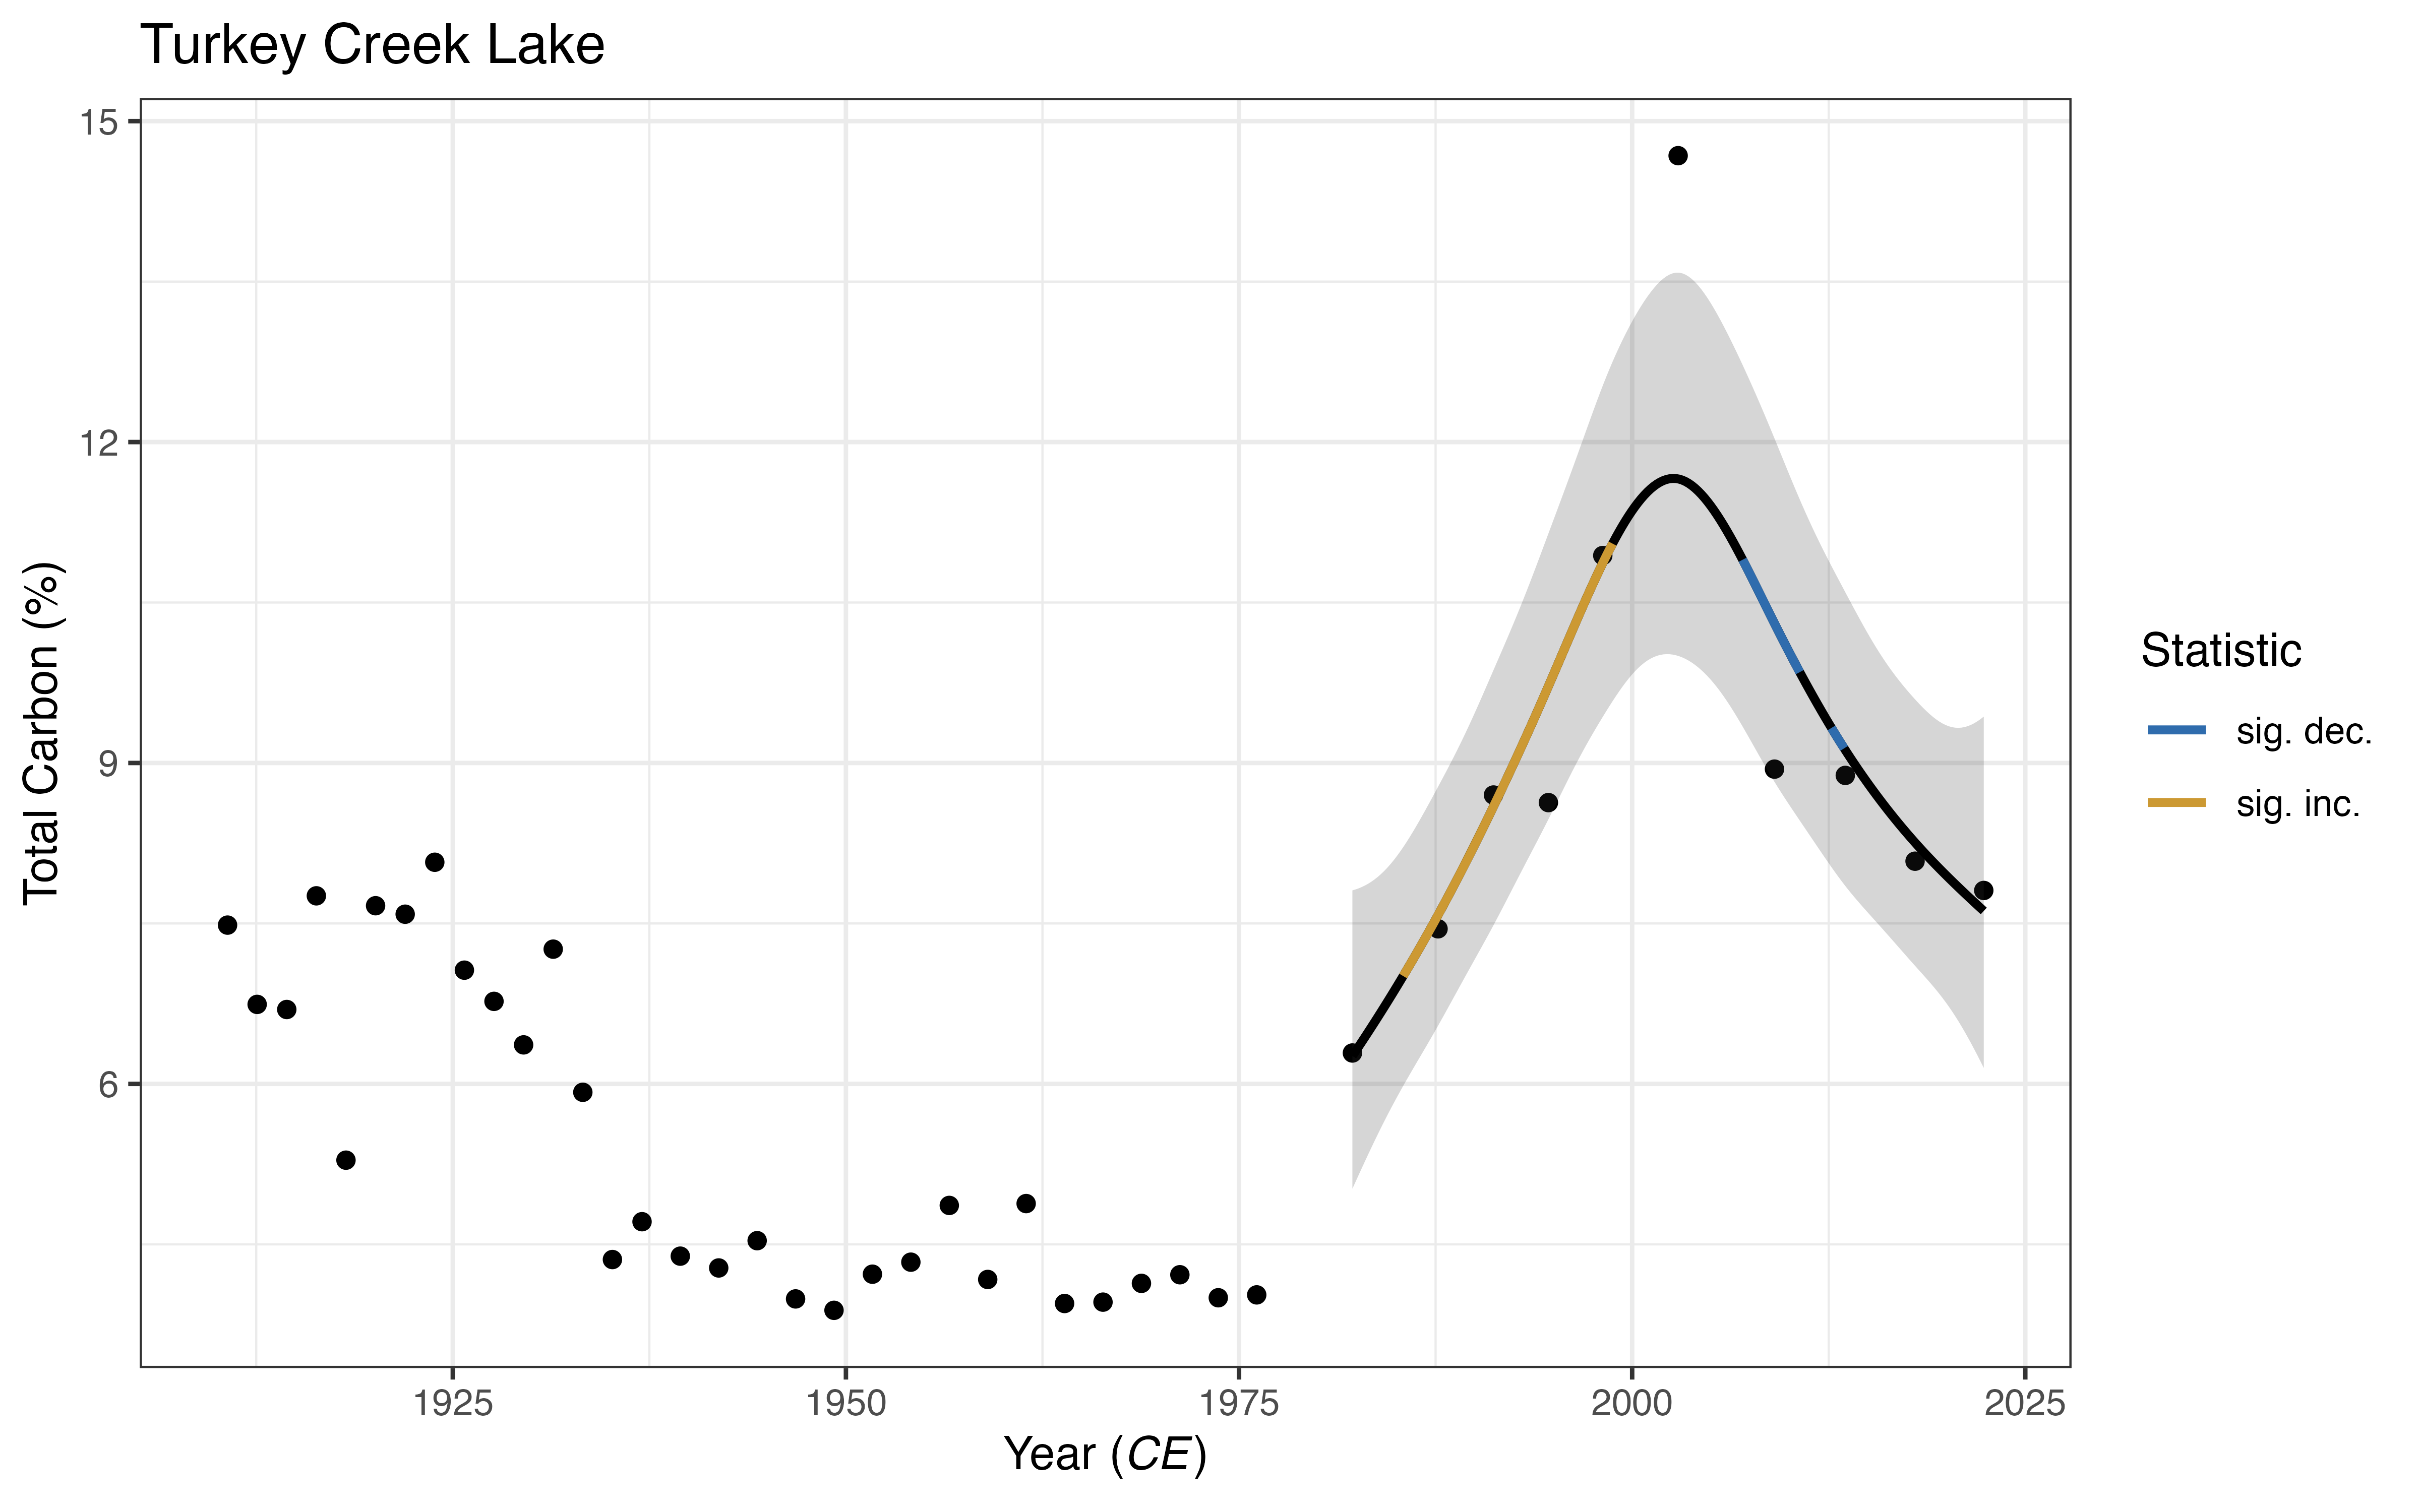 Turkey Creek Lake
15
12
9
6
Total Carbon (%)
1925
1950
1975
2000
2025
Year (CE)
Statistic
sig. dec.
sig. inc.